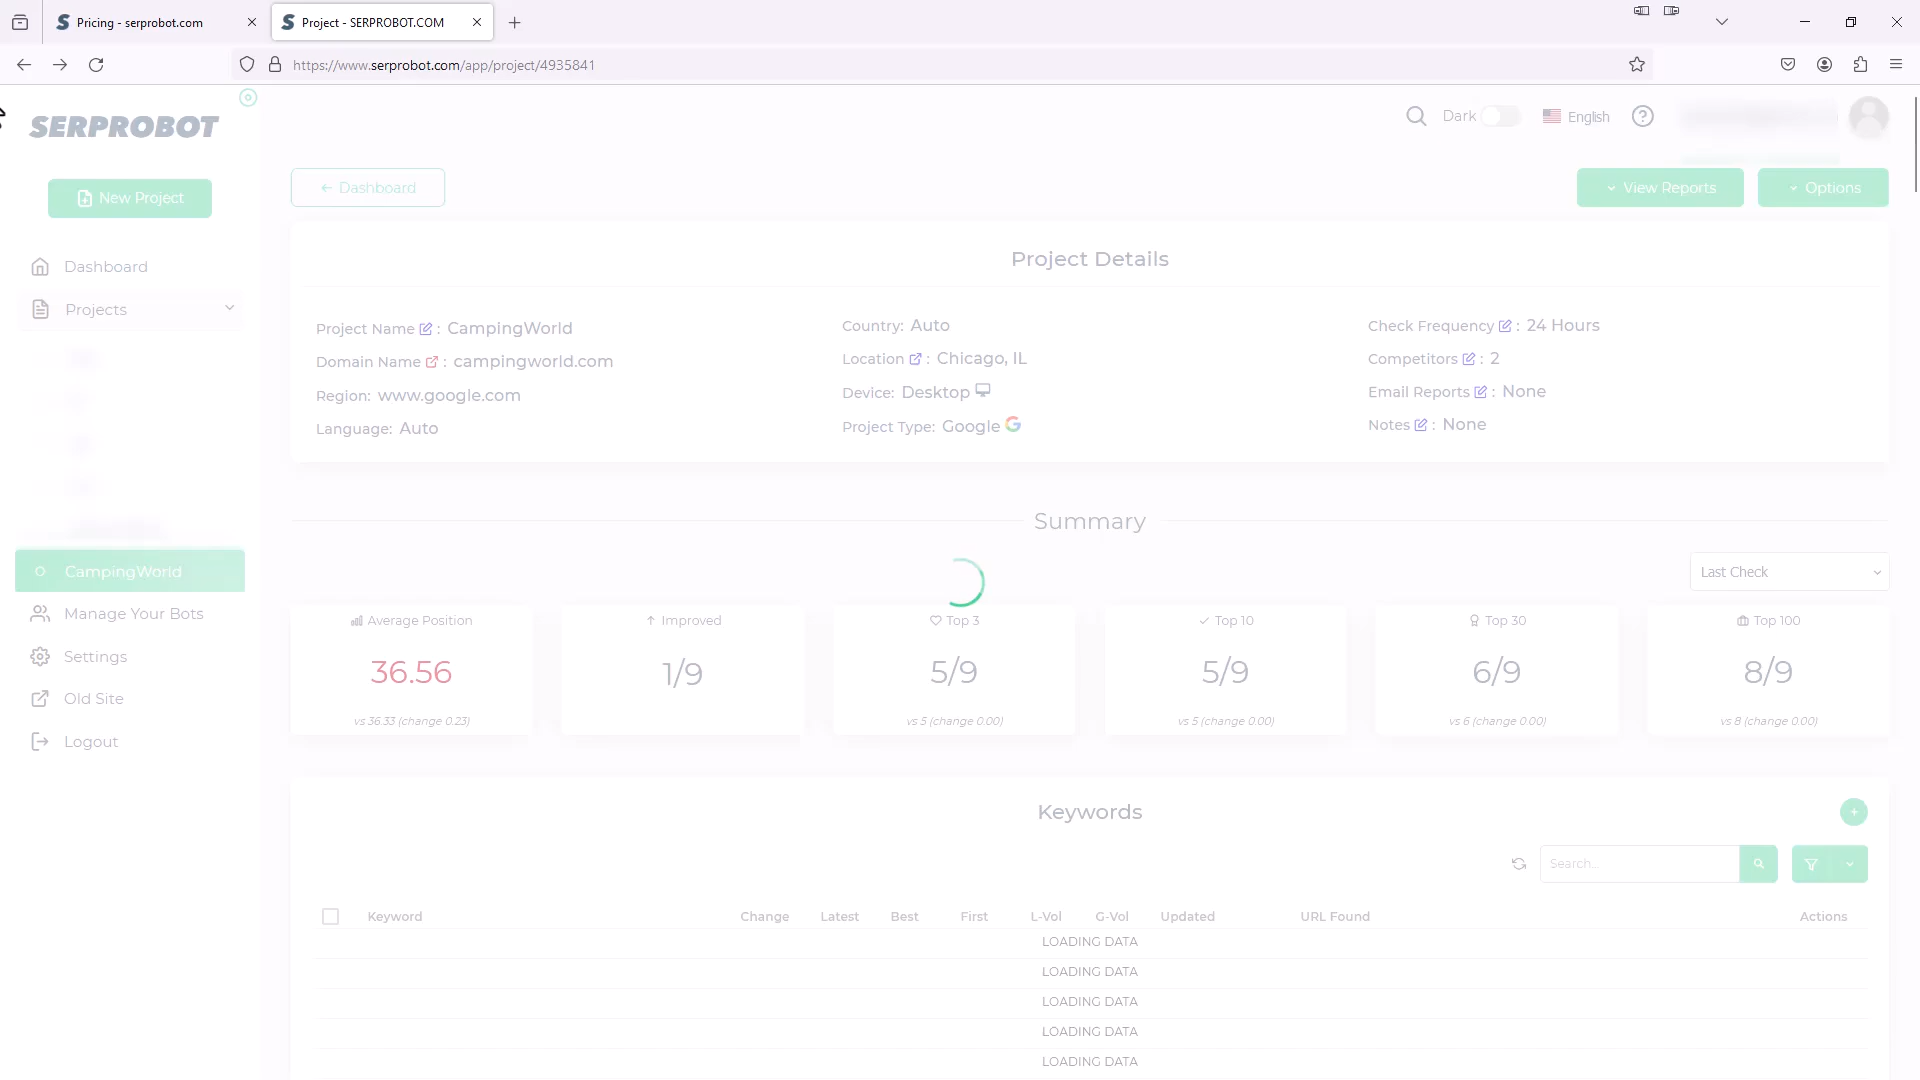 Pricing - serprobot.com
Project - SERPROBOT.COM
https://www.serprobot.com/app/project/4935841
SERPROBOT
Dark
English
New Project
Dashboard
View Reports
Options
Dashboard
Projects
CampingWorld
Manage Your Bots
Settings
Old Site
Logout
Project Details
Project Name : CampingWorld
Domain Name : campingworld.com
Region: www.google.com
Language: Auto
Country: Auto
Location : Chicago, IL
Device: Desktop
Project Type: Google
Check Frequency : 24 Hours
Competitors : 2
Email Reports : None
Notes : None
Summary
Last Check
Average Position
36.56
vs 36.33 (change 0.23)
Improved
1/9
Top 3
5/9
vs 5 (change 0.00)
Top 10
5/9
vs 5 (change 0.00)
Top 30
6/9
vs 6 (change 0.00)
Top 100
8/9
vs 8 (change 0.00)
Keywords
Search...
Keyword Change Latest Best First L-Vol G-Vol Updated URL Found Actions
LOADING DATA
LOADING DATA
LOADING DATA
LOADING DATA
LOADING DATA